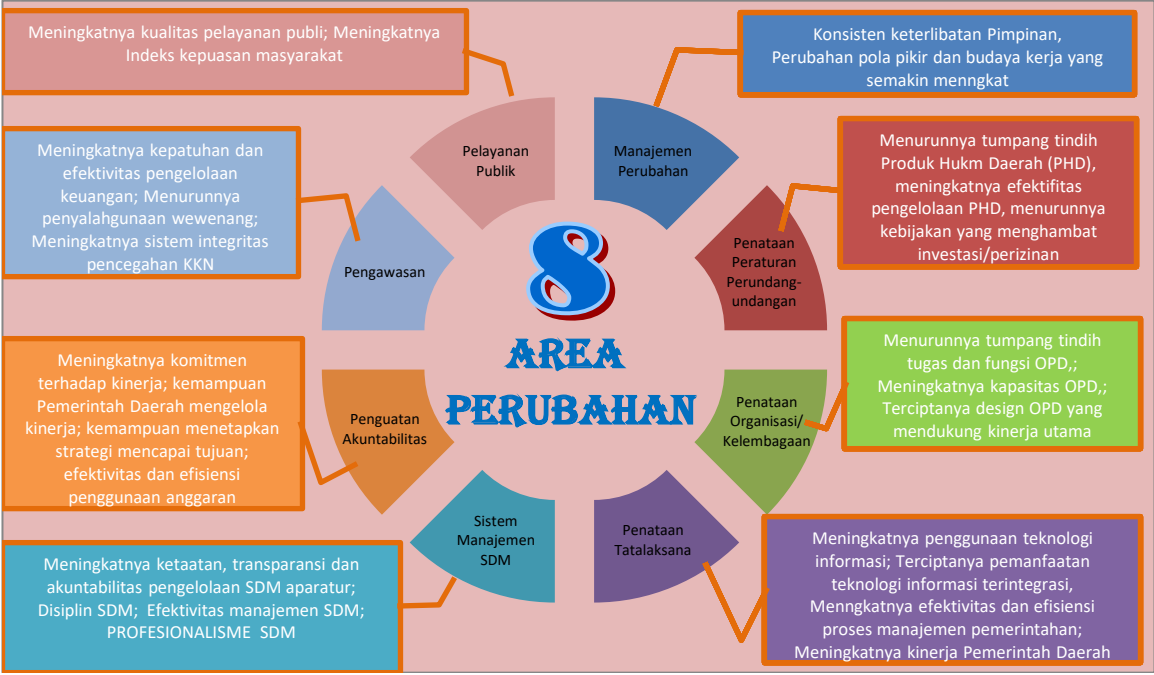 Meningkatnya kualitas pelayanan publi; Meningkatnya
Indeks kepuasan masyarakat
Konsisten keterlibatan Pimpinan,
Perubahan pola pikir dan budaya kerja yang
semakin menngkat
Pelayanan
Publik
Manajemen
Perubahan
Meningkatnya kepatuhan dan
efektivitas pengelolaan
keuangan; Menurunnya
penyalahgunaan wewenang;
Meningkatnya sistem integritas
pencegahan KKN
Menurunnya tumpang tindih
Produk Hukm Daerah (PHD),
meningkatnya efektifitas
pengelolaan PHD, menurunnya
kebijakan yang menghambat
investasi/perizinan
Pengawasan
Penataan
Peraturan
Perundang-
undangan
8
AREA
PERUBAHAN
Meningkatnya komitmen
terhadap kinerja; kemampuan
Pemerintah Daerah mengelola
kinerja; kemampuan menetapkan
strategi mencapai tujuan;
efektivitas dan efisiensi
penggunaan anggaran
Penguatan
Akuntabilitas
Penataan
Organisasi/
Kelembagaan
Menurunnya tumpang tindih
tugas dan fungsi OPD,;
Meningkatnya kapasitas OPD,;
Terciptanya design OPD yang
mendukung kinerja utama
Sistem
Manajemen
SDM
Penataan
Tatalaksana
Meningkatnya ketaatan, transparansi dan
akuntabilitas pengelolaan SDM aparatur;
Disiplin SDM; Efektivitas manajemen SDM;
PROFESIONALISME SDM
Meningkatnya penggunaan teknologi
informasi; Terciptanya pemanfaatan
teknologi informasi terintegrasi,
Menngkatnya efektivitas dan efisiensi
proses manajemen pemerintahan;
Meningkatnya kinerja Pemerintah Daerah